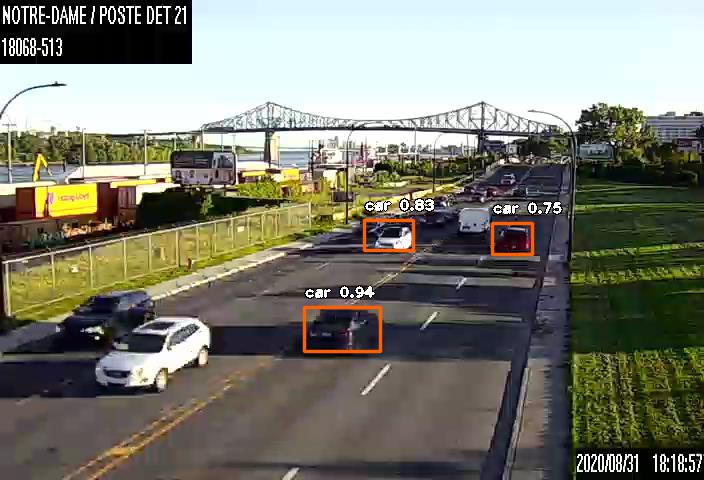 NOTRE-DAME / POSTE DET 21
18068-513
car 0.83
car 0.75
car 0.94
2020/08/31 18:18:57